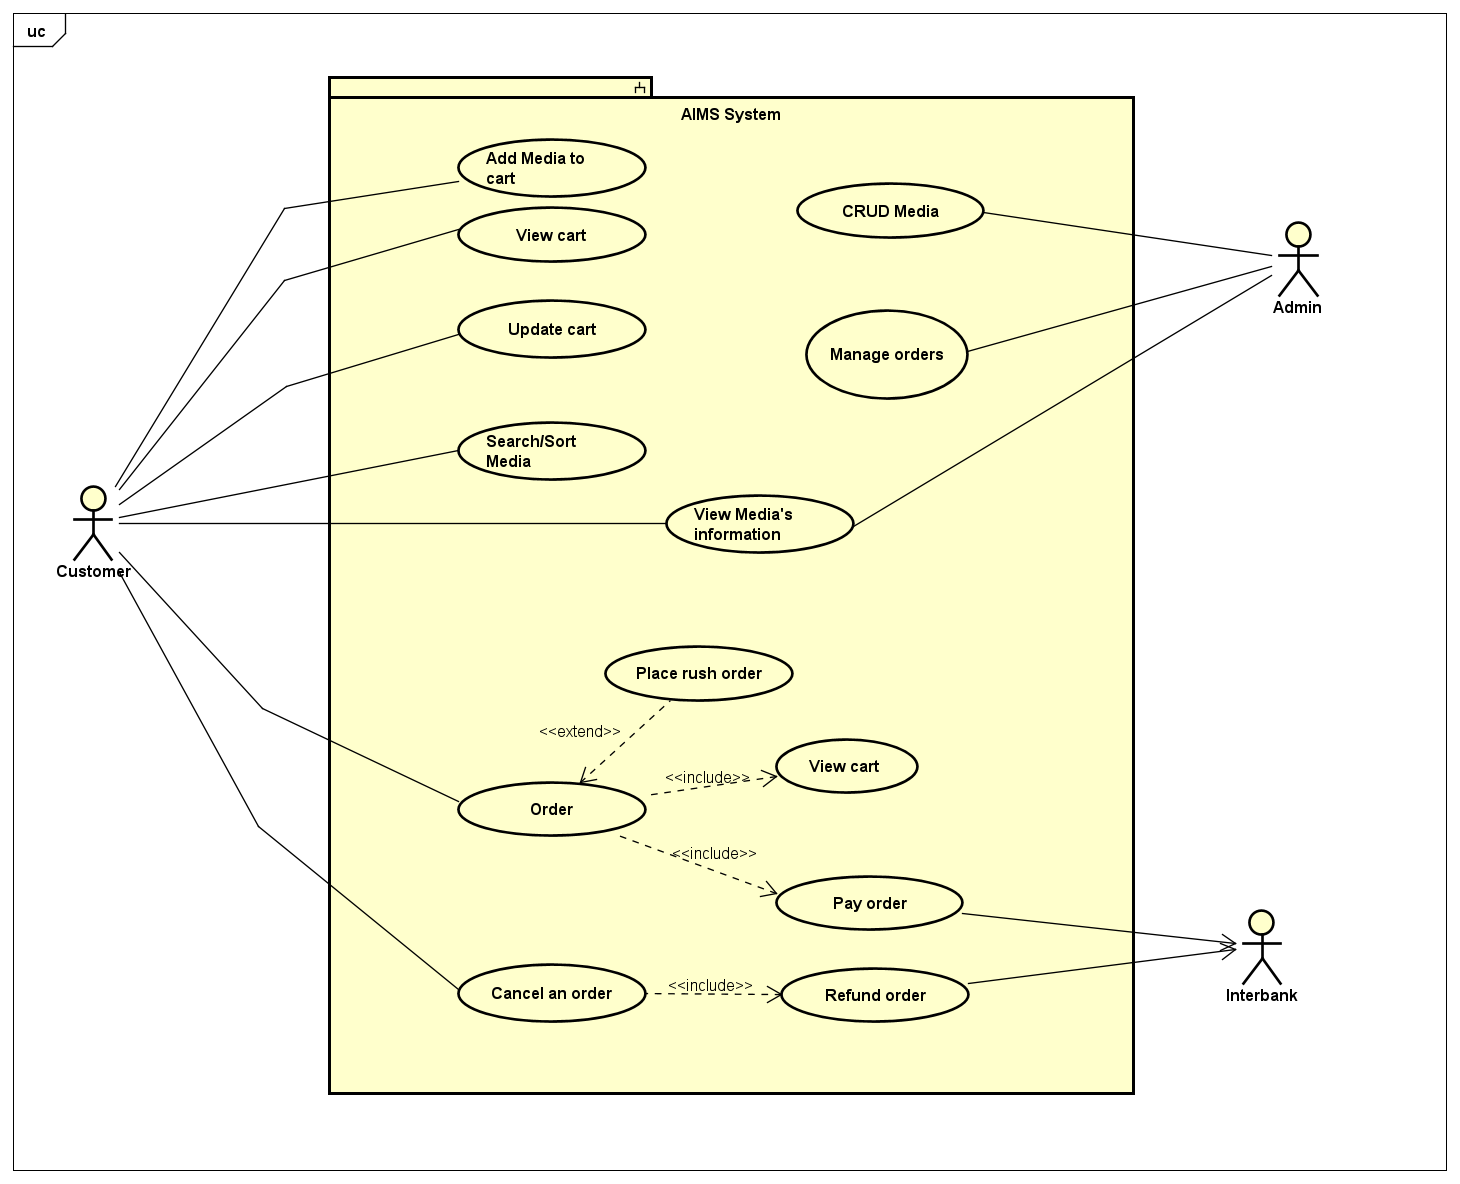 uc
AIMS System
Add Media to
cart
View cart
CRUD Media
Update cart
Manage orders
Admin
Search/Sort
Media
View Media's
information
Customer
Place rush order
<<extend>>
View cart
<<include>>
Order
<<include>>
Pay order
Cancel an order
<<include>>
Refund order
Interbank